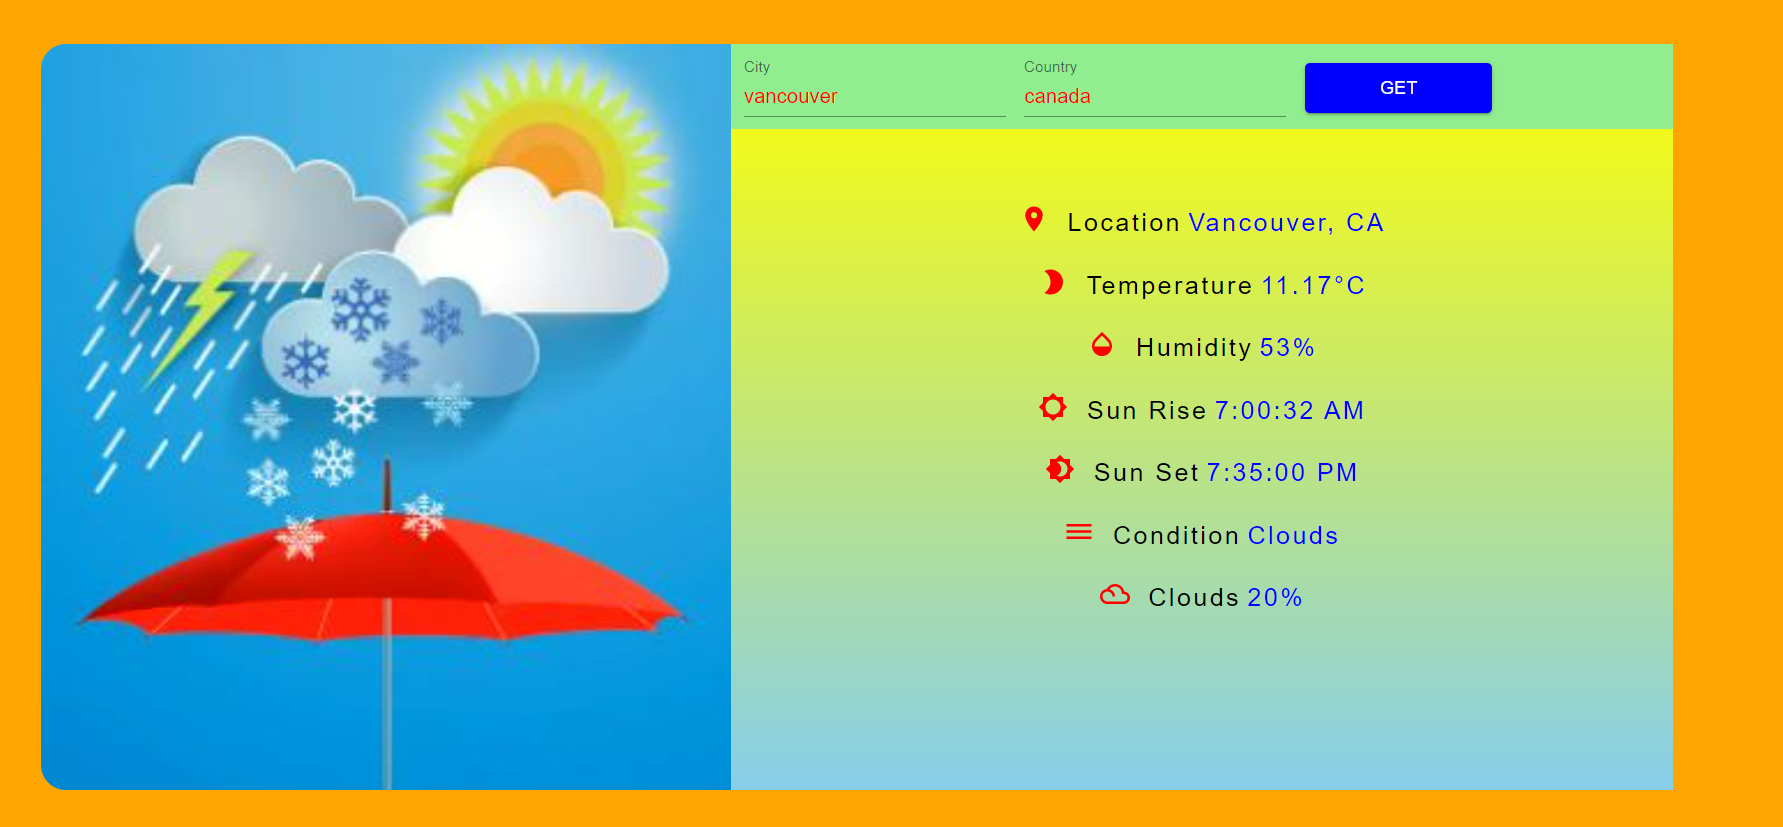 City
Country
vancouver
canada
GET
Location Vancouver, CA
Temperature 11.17°C
Humidity 53%
Sun Rise 7:00:32 AM
Sun Set 7:35:00 PM
Condition Clouds
Clouds 20%